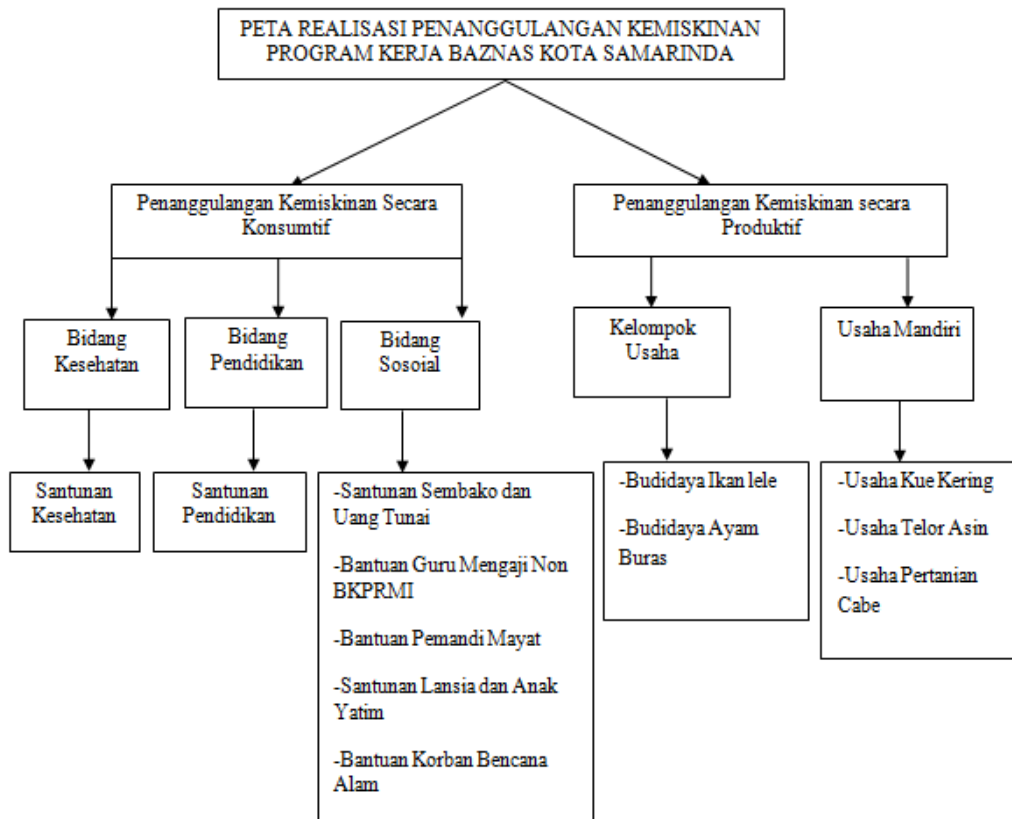 PETA REALISASI PENANGGULANGAN KEMISKINAN
PROGRAM KERJA BAZNAS KOTA SAMARINDA
Penanggulangan Kemiskinan Secara
Konsumtif
Penanggulangan Kemiskinan secara
Produktif
Bidang
Kesehatan
Bidang
Pendidikan
Bidang
Sosoial
Kelompok
Usaha
Usaha Mandiri
Santunan
Kesehatan
Santunan
Pendidikan
-Santunan Sembako dan
Uang Tunai
-Bantuan Guru Mengaji Non
BKPRMI
-Bantuan Pemandi Mayat
-Santunan Lansia dan Anak
Yatim
-Bantuan Korban Bencana
Alam
-Budidaya Ikan lele
-Budidaya Ayam
Buras
-Usaha Kue Kering
-Usaha Telor Asin
-Usaha Pertanian
Cabe